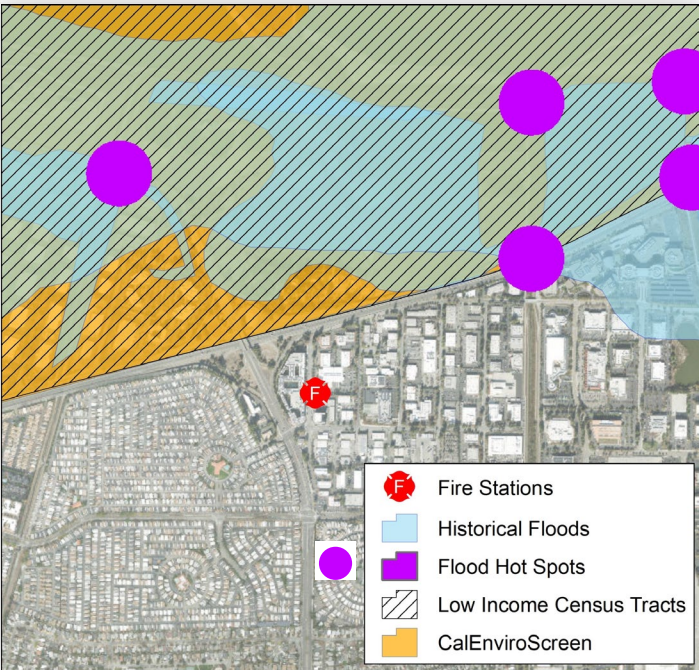 F
F Fire Stations
Historical Floods
Flood Hot Spots
Low Income Census Tracts
CalEnviroScreen